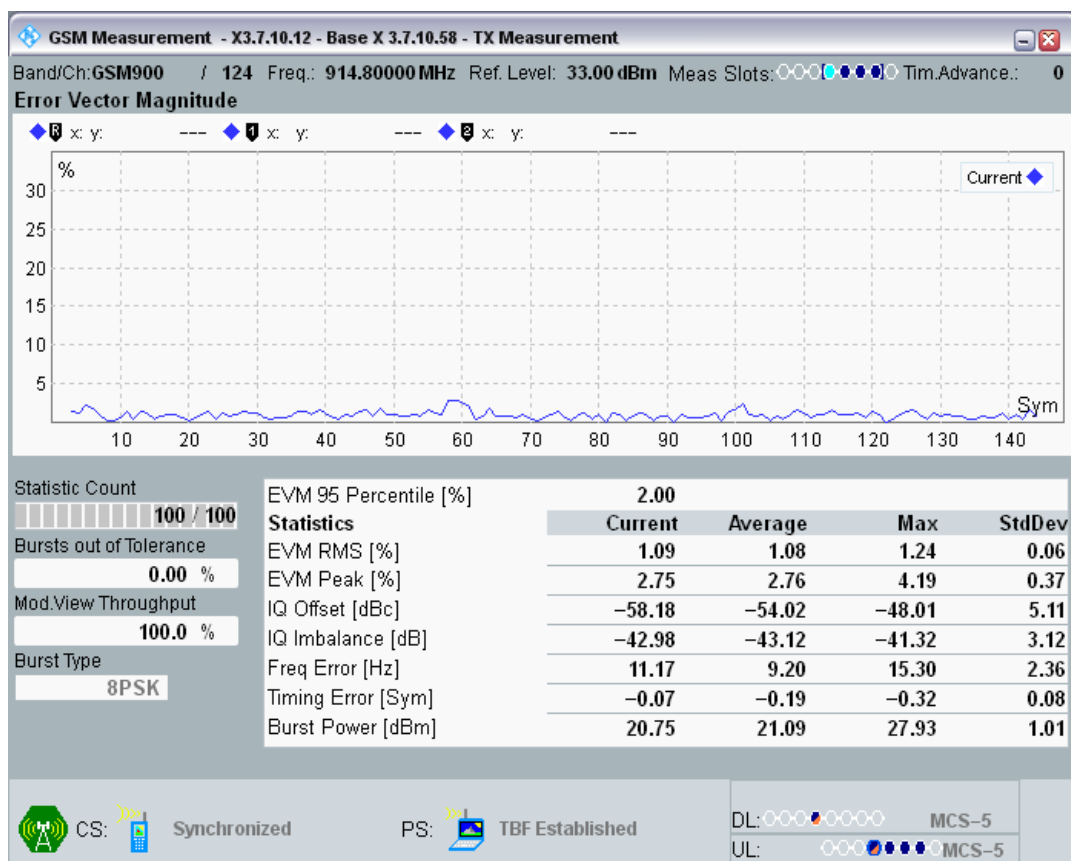 GSM Measurement - X3.7.10.12 - Base X 3.7.10.58 - TX Measurement
Band/Ch:GSM900 / 124 Freq.: 914.80000 MHz Ref. Level: 33.00 dBm Meas Slots: Tim.Advance.: 0
Error Vector Magnitude
R x: y: --- 1 x: y: --- 2 x: y: ---
%
Current
30
25
20
15
10
5
Sym
10 20 30 40 50 60 70 80 90 100 110 120 130 140
Statistic Count
100 / 100
Bursts out of Tolerance
0.00 %
Mod.View Throughput
100.0 %
Burst Type
8PSK
EVM 95 Percentile [%] 2.00
Statistics Current Average Max StdDev
EVM RMS [%] 1.09 1.08 1.24 0.06
EVM Peak [%] 2.75 2.76 4.19 0.37
IQ Offset [dBc] −58.18 −54.02 −48.01 5.11
IQ Imbalance [dB] −42.98 −43.12 −41.32 3.12
Freq Error [Hz] 11.17 9.20 15.30 2.36
Timing Error [Sym] −0.07 −0.19 −0.32 0.08
Burst Power [dBm] 20.75 21.09 27.93 1.01
CS: Synchronized PS: TBF Established
DL: MCS−5
UL: MCS−5